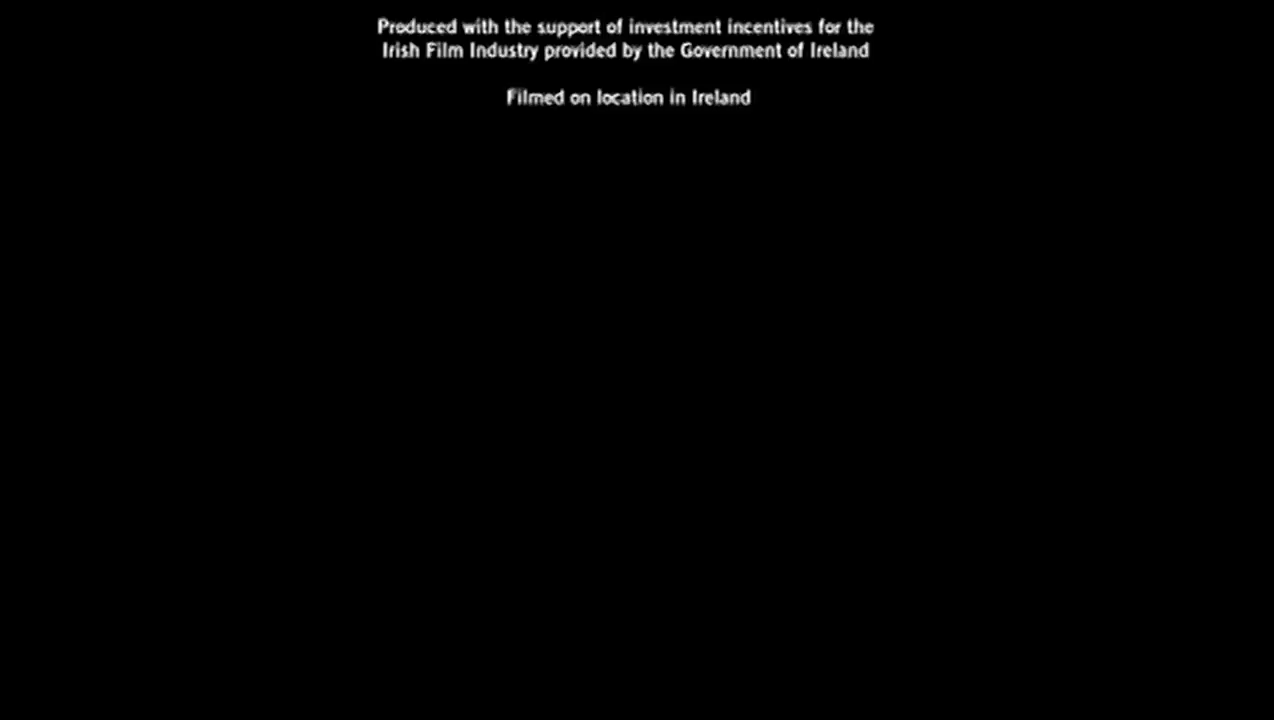 Produced with the support of investment incentives for the
Irish Film Industry provided by the Government of Ireland
Filmed on location in Ireland